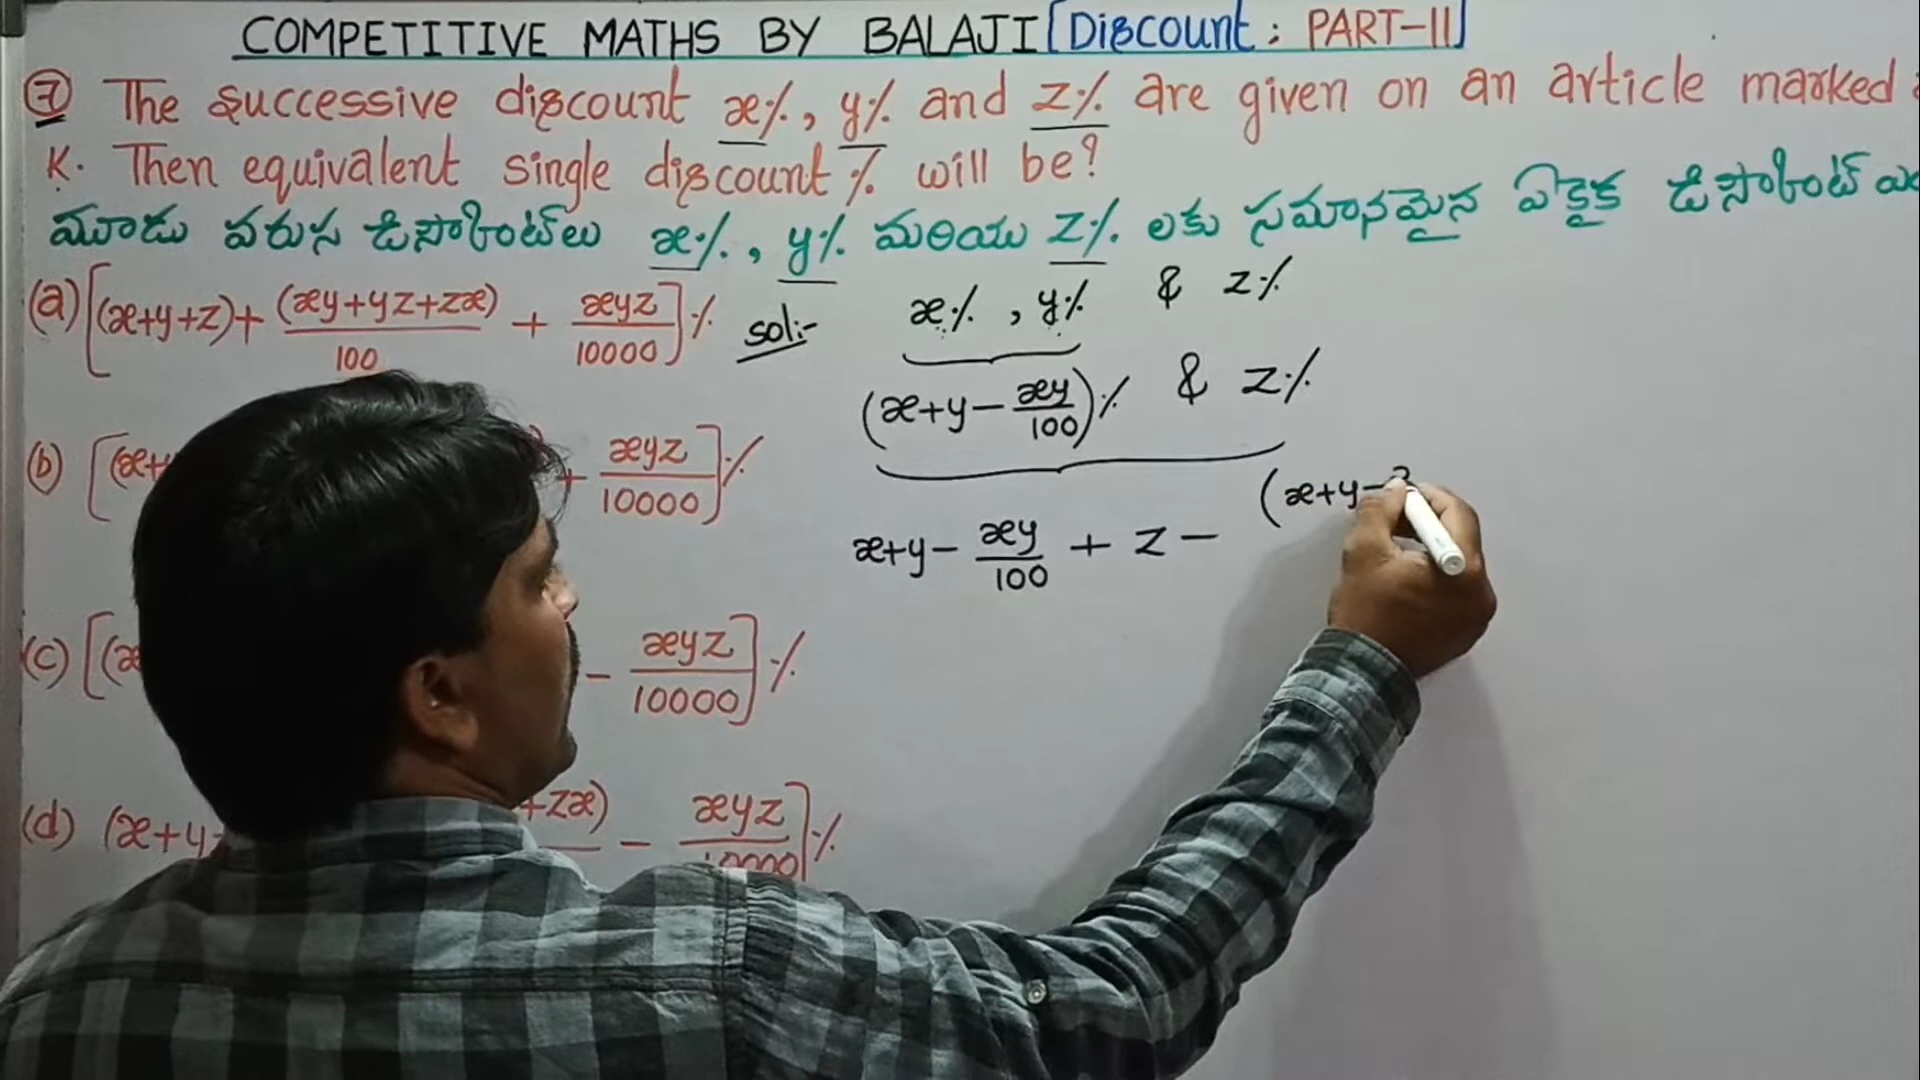 COMPETITIVE MATHS BY BALAJI [Discount : PART-II]
⑦ The successive discount x%, y% and z% are given on an article marked
K. Then equivalent single discount % will be?
మూడు వరుస డిసౌకంట్‌లు x%, y% మరియు z% లకు సమానమైన ఏకైక డిసౌకంట్
(a) [(x+y+z) + (xy+yz+zx)/100 + xyz/10000]%
(b) [(x+ + xyz/10000]%
(c) [(x - xyz/10000]%
(d) (x+y- +zx) - xyz/10000]%
sol:- x%, y% & z%
(x+y - xy/100)% & z%
x+y - xy/100 + z - (x+y-